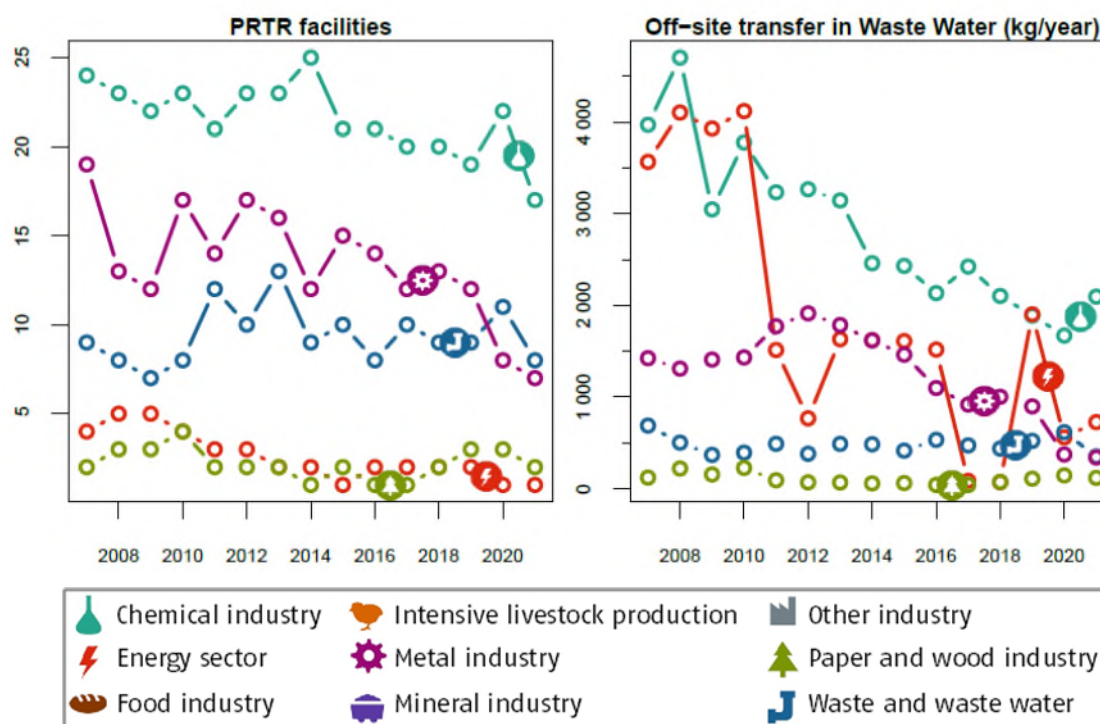 PRTR facilities
25
20
15
10
5
2008 2010 2012 2014 2016 2018 2020
Off-site transfer in Waste Water (kg/year)
4 000
3 000
2 000
1 000
0
2008 2010 2012 2014 2016 2018 2020
Chemical industry Intensive livestock production Other industry
Energy sector Metal industry Paper and wood industry
Food industry Mineral industry Waste and waste water